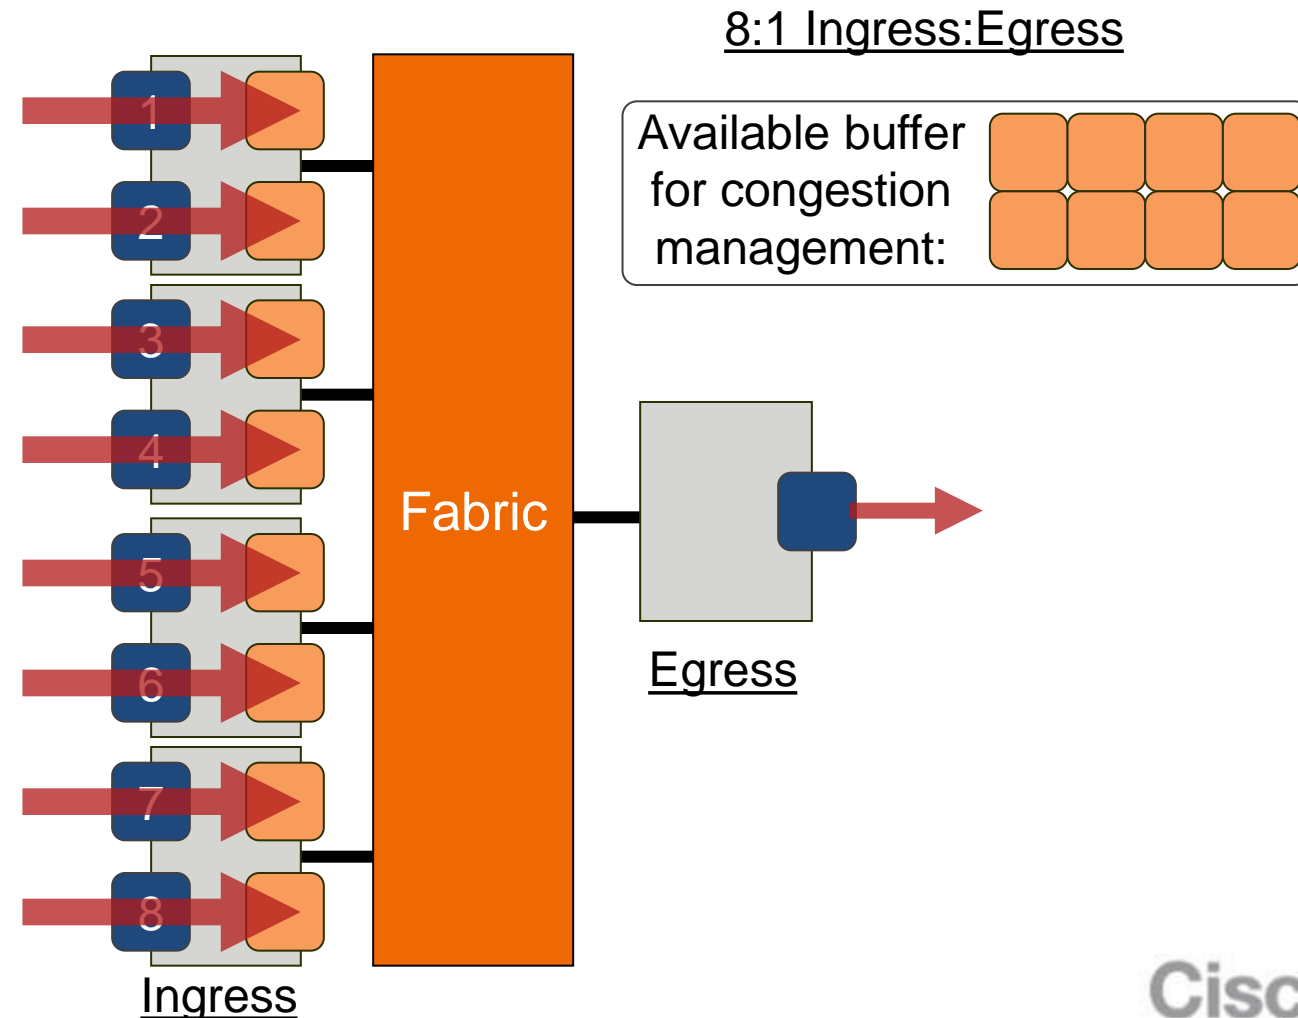 8:1 Ingress:Egress
Available buffer
for congestion
management:
1
2
3
4
5
6
7
8
Fabric
Egress
Ingress
Cisc